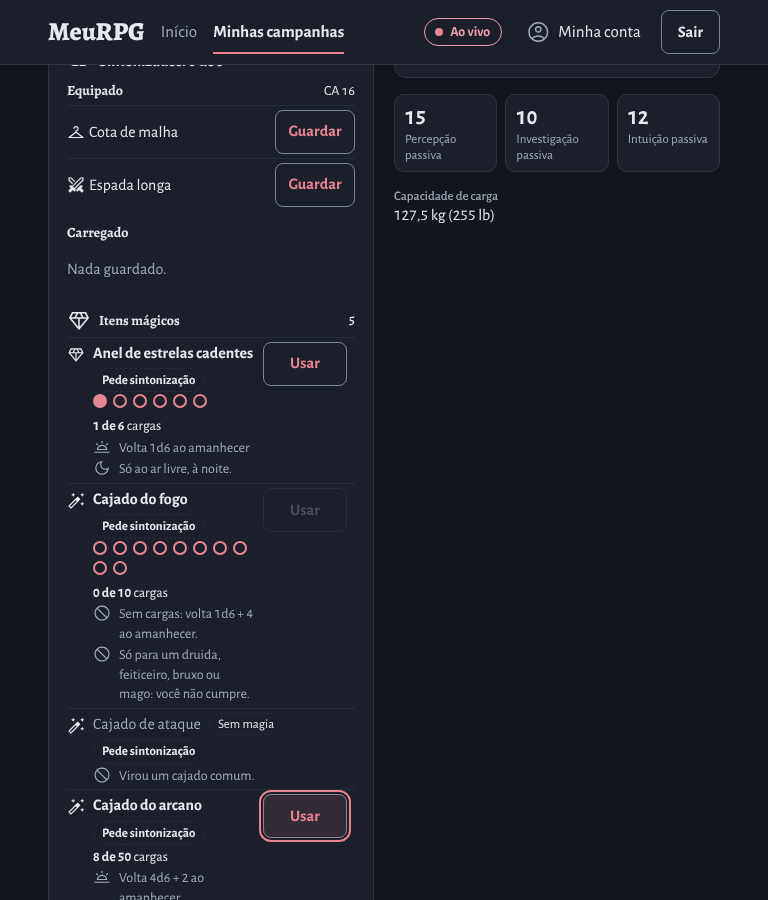 MeuRPG Início Minhas campanhas Ao vivo Minha conta Sair
Equipado CA 16
Cota de malha Guardar
Espada longa Guardar
Carregado
Nada guardado.
Itens mágicos 5
Anel de estrelas cadentes Usar
Pede sintonização
1 de 6 cargas
Volta 1d6 ao amanhecer
Só ao ar livre, à noite.
Cajado do fogo Usar
Pede sintonização
0 de 10 cargas
Sem cargas: volta 1d6 + 4
ao amanhecer.
Só para um druida,
feiticeiro, bruxo ou
mago: você não cumpre.
Cajado de ataque Sem magia
Pede sintonização
Virou um cajado comum.
Cajado do arcano Usar
Pede sintonização
8 de 50 cargas
Volta 4d6 + 2 ao
amanhecer
15
Percepção
passiva
10
Investigação
passiva
12
Intuição passiva
Capacidade de carga
127,5 kg (255 lb)